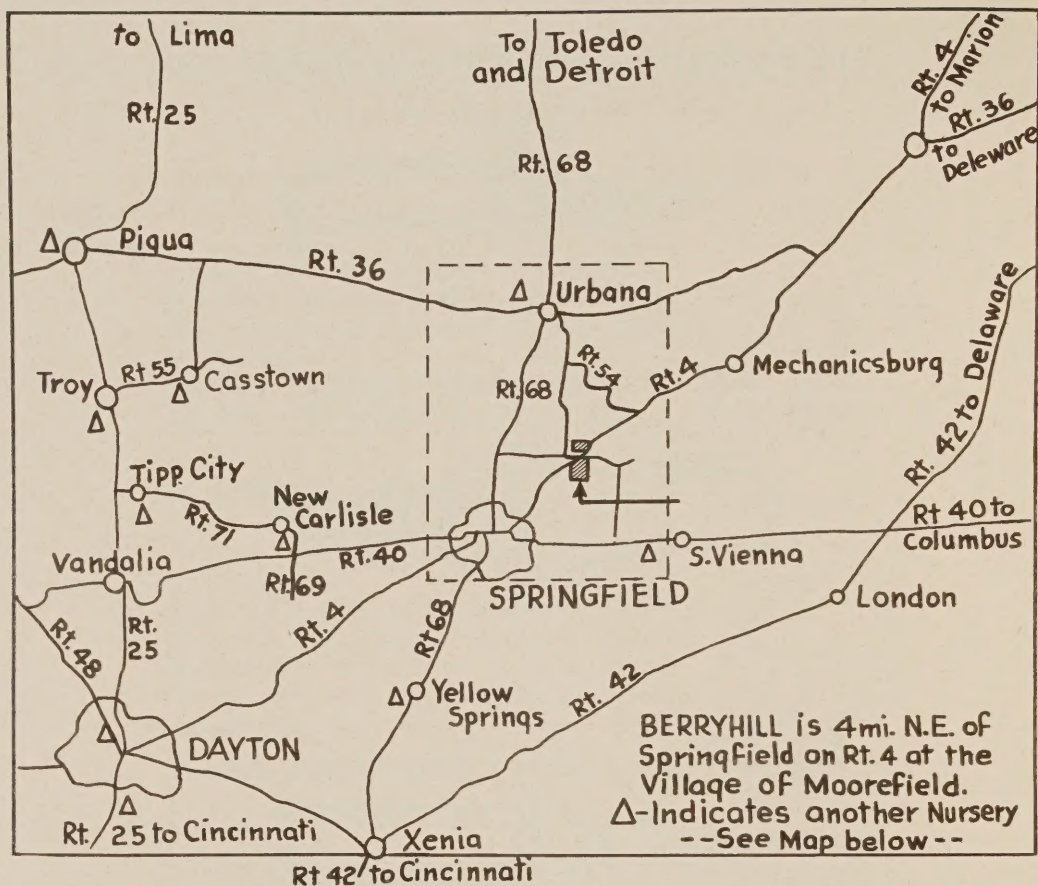 to Lima
To Toledo
and Detroit
Rt. 4
to Marion
Rt. 25
Rt. 36
to
Deleware
Rt. 68
Δ Piqua
Rt. 36
Δ Urbana
Rt 55
Casstown
Δ
Troy
Δ
Rt. 68
Rt. 54
Rt. 4
Mechanicsburg
Rt. 42 to Delaware
Tipp City
Δ
Rt. 71
New
Carlisle
Δ
Rt 40 to
Columbus
Vandalia
Rt. 40
Rt. 69
Δ S. Vienna
SPRINGFIELD
London
Rt. 4
Rt 68
Rt. 48
Rt.
25
Δ Yellow
Springs
Rt. 42
Δ
DAYTON
Δ
BERRYHILL is 4mi. N.E. of
Springfield on Rt. 4 at the
Village of Moorefield.
Δ-Indicates another Nursery
--See Map below--
Rt. 25 to Cincinnati
Xenia
Rt 42 to Cincinnati